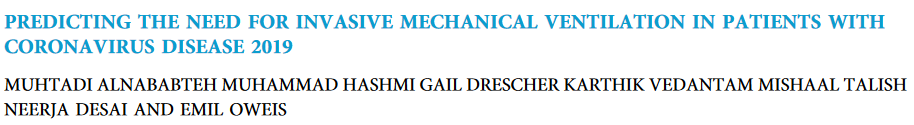 PREDICTING THE NEED FOR INVASIVE MECHANICAL VENTILATION IN PATIENTS WITH
CORONAVIRUS DISEASE 2019
MUHTADI ALNABABTEH MUHAMMAD HASHMI GAIL DRESCHER KARTHIK VEDANTAM MISHAAL TALISH
NEERJA DESAI AND EMIL OWEIS